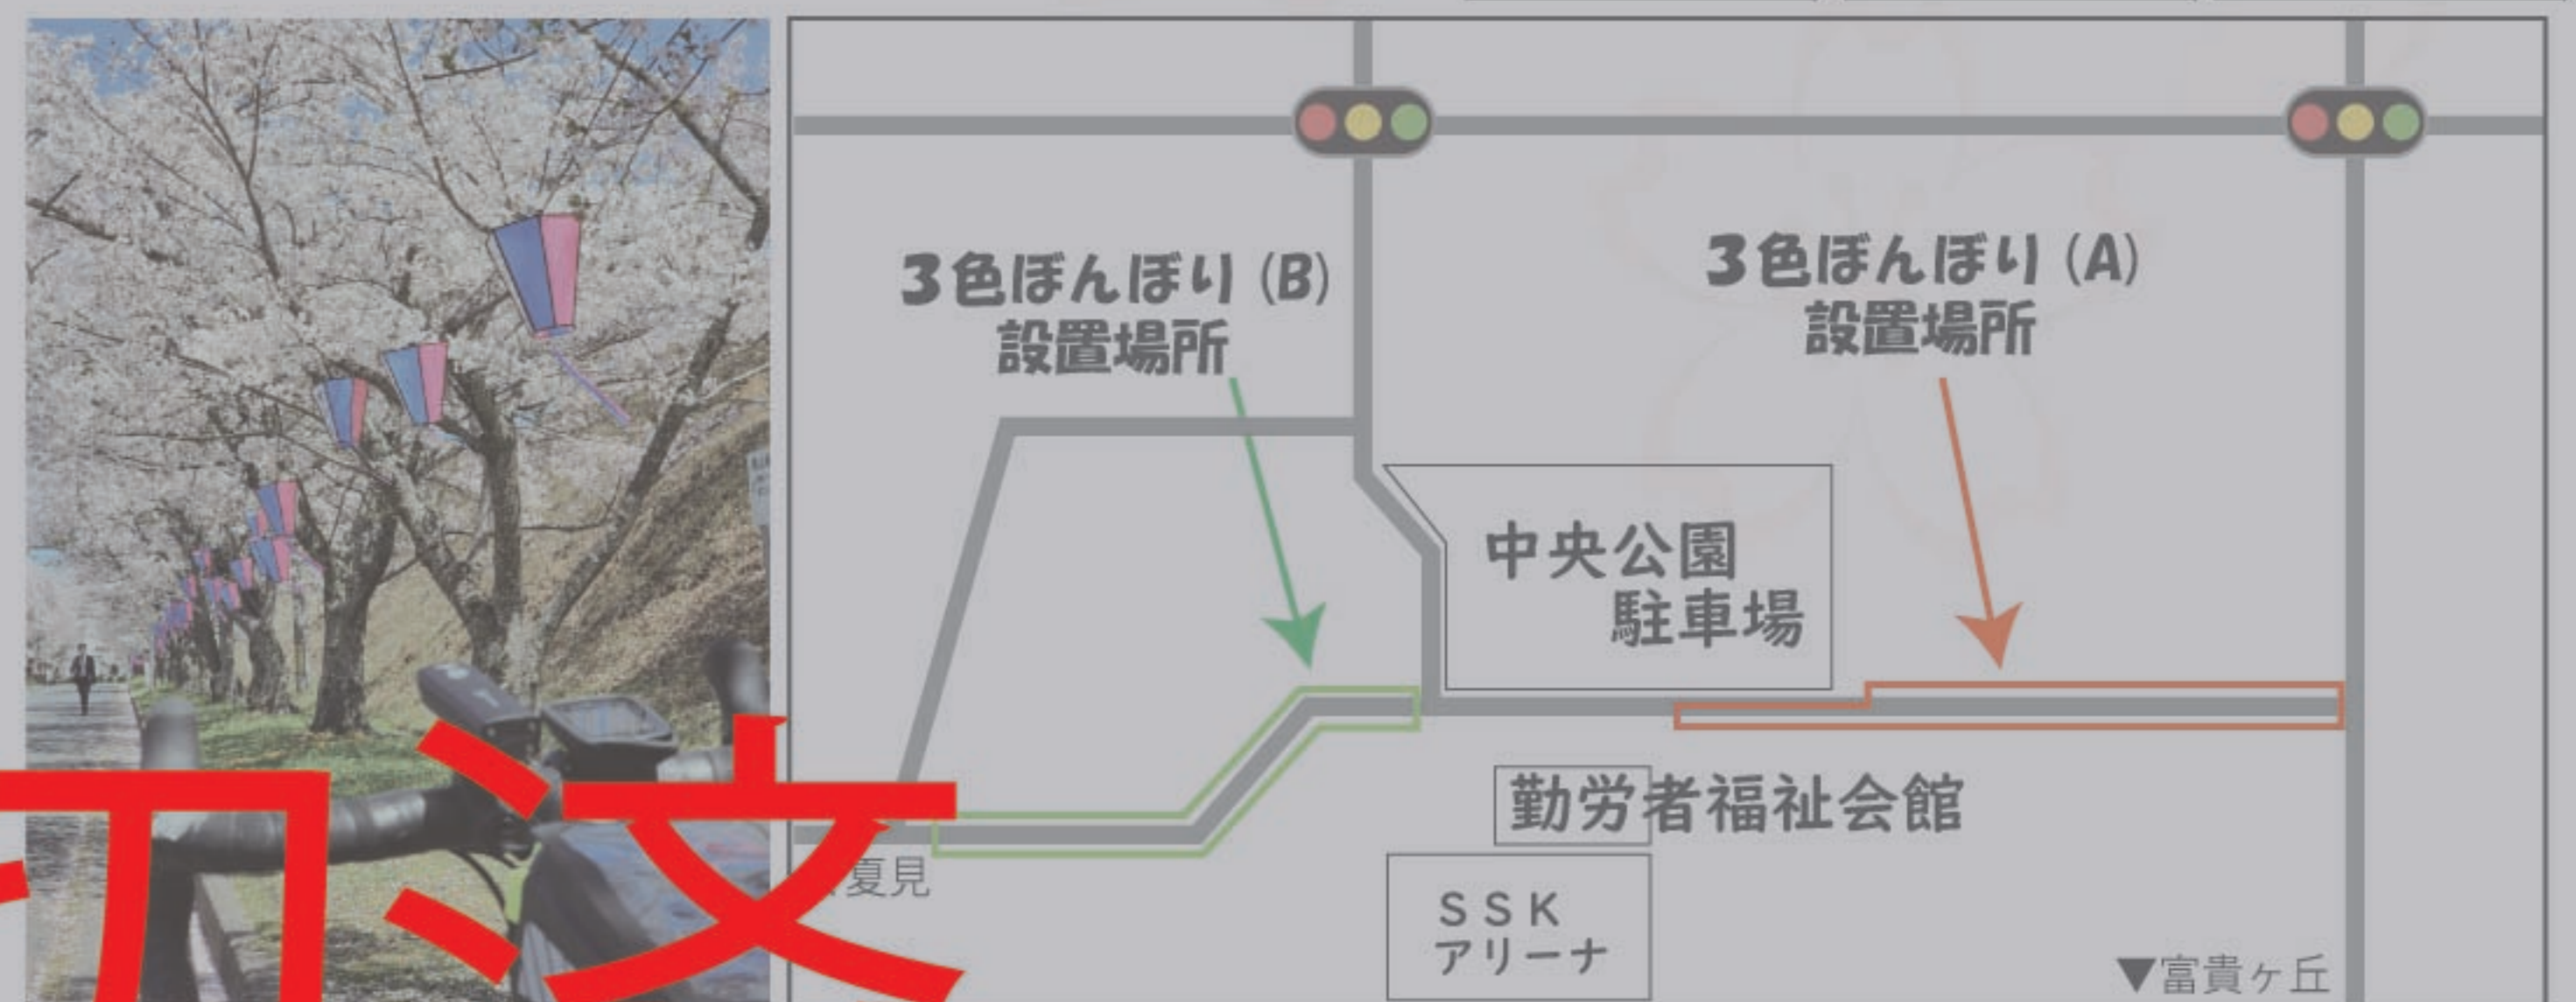 3色ぼんぼり (B)
設置場所
3色ぼんぼり (A)
設置場所
中央公園
駐車場
勤労者福祉会館
夏見
SSK
アリーナ
▼富貴ヶ丘